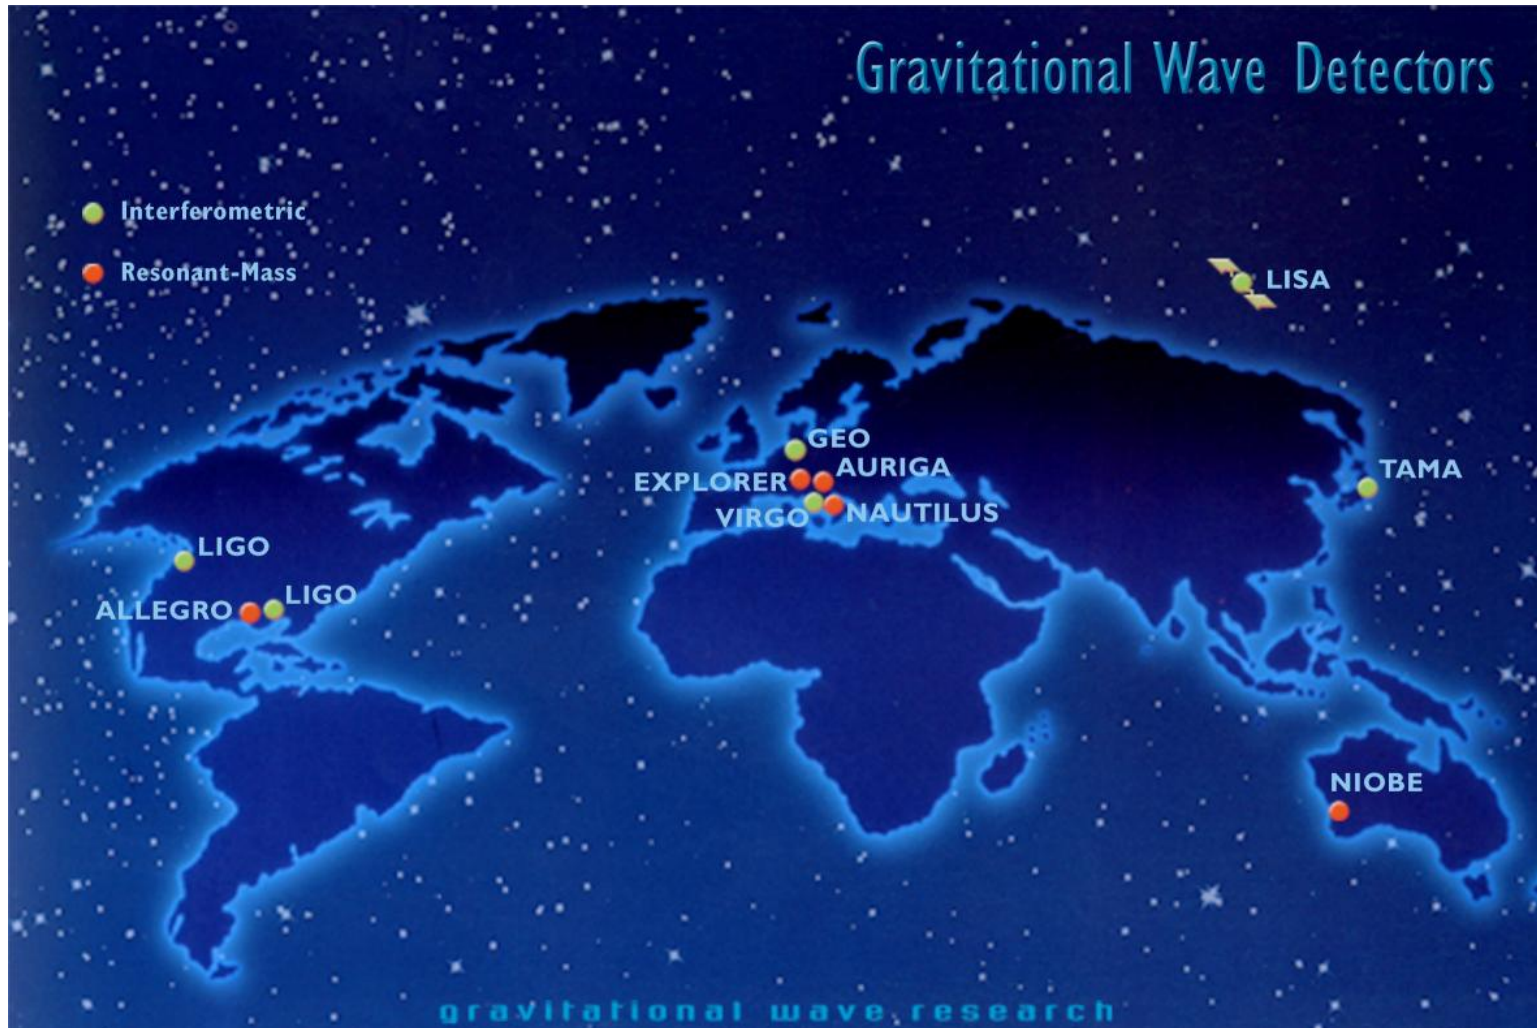 Gravitational Wave Detectors
Interferometric
Resonant-Mass
LISA
GEO
AURIGA
EXPLORER
TAMA
VIRGO
NAUTILUS
LIGO
LIGO
ALLEGRO
NIOBE
gravitational wave research